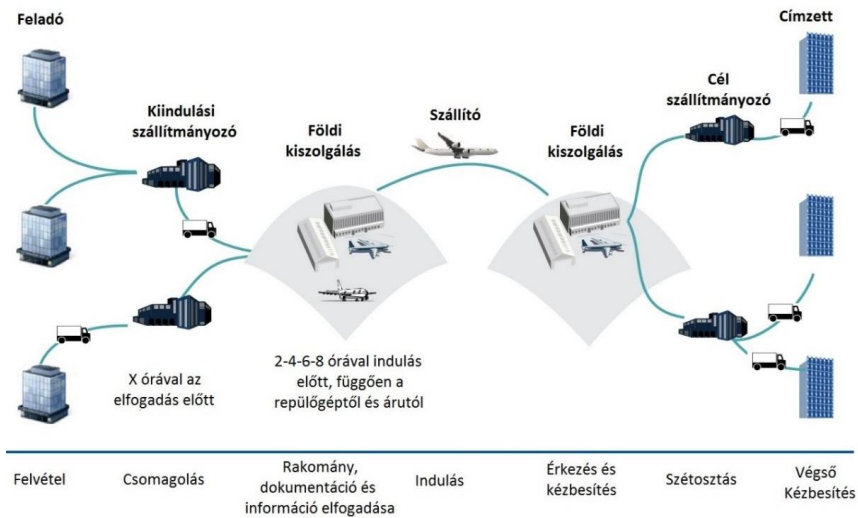 Feladó
Címzett
Kiindulási
szállítmányozó
Földi
kiszolgálás
Szállító
Földi
kiszolgálás
Cél
szállítmányozó
X órával az
elfogadás előtt
2-4-6-8 órával indulás
előtt, függően a
repülőgéptől és árutól
Felvétel
Csomagolás
Rakomány,
dokumentáció és
információ elfogadása
Indulás
Érkezés és
kézbesítés
Szétosztás
Végső
Kézbesítés